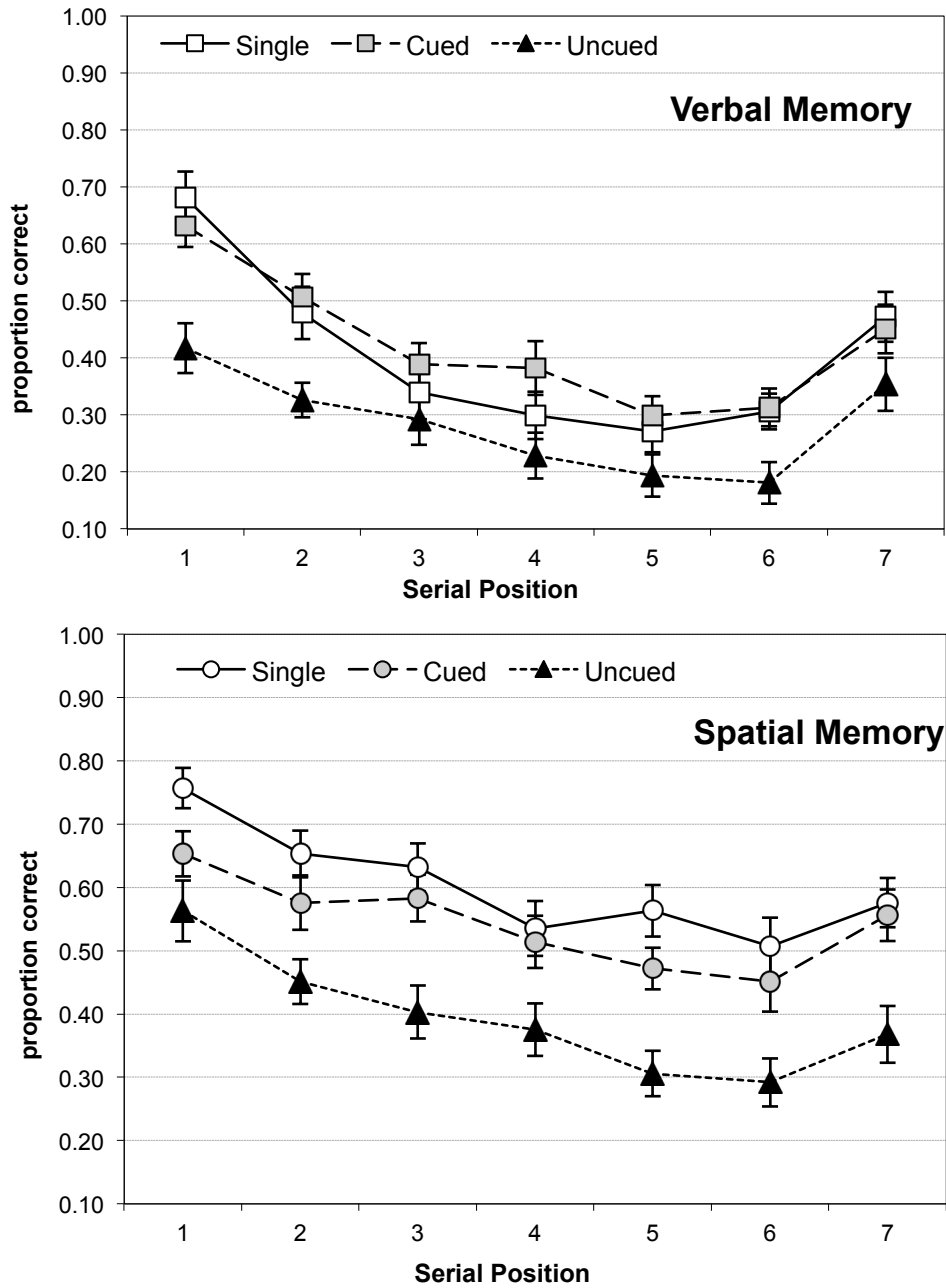 1.00
Single Cued Uncued
0.90
Verbal Memory
0.80
0.70
0.60
0.50
0.40
0.30
0.20
0.10
proportion correct
1 2 3 4 5 6 7
Serial Position
1.00
Single Cued Uncued
0.90
Spatial Memory
0.80
0.70
0.60
0.50
0.40
0.30
0.20
0.10
proportion correct
1 2 3 4 5 6 7
Serial Position